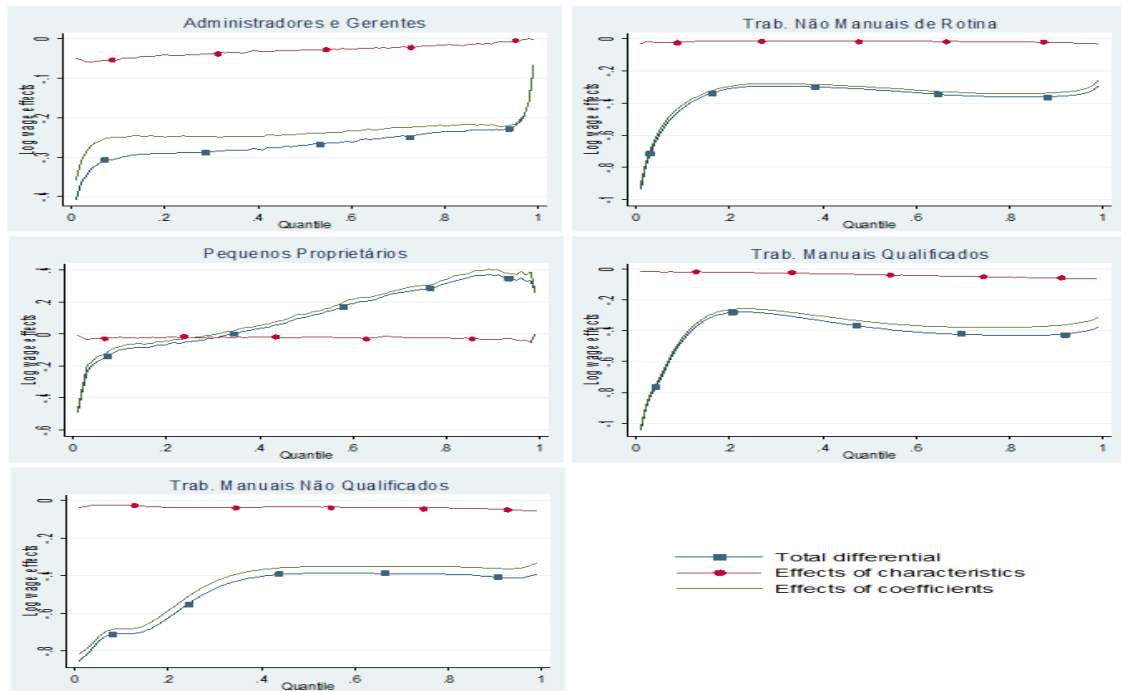 Administradores e Gerentes
Log wage effects
0
-.1
-.2
-.3
-.4
0 .2 .4 .6 .8 1
Quantile
Trab. Não Manuais de Rotina
Log wage effects
0
-.2
-.4
-.6
-.8
-1
0 .2 .4 .6 .8 1
Quantile
Pequenos Proprietários
Log wage effects
.4
.2
0
-.2
-.4
-.6
0 .2 .4 .6 .8 1
Quantile
Trab. Manuais Qualificados
Log wage effects
0
-.2
-.4
-.6
-.8
-1
0 .2 .4 .6 .8 1
Quantile
Trab. Manuais Não Qualificados
Log wage effects
0
-.2
-.4
-.6
-.8
0 .2 .4 .6 .8 1
Quantile
Total differential
Effects of characteristics
Effects of coefficients